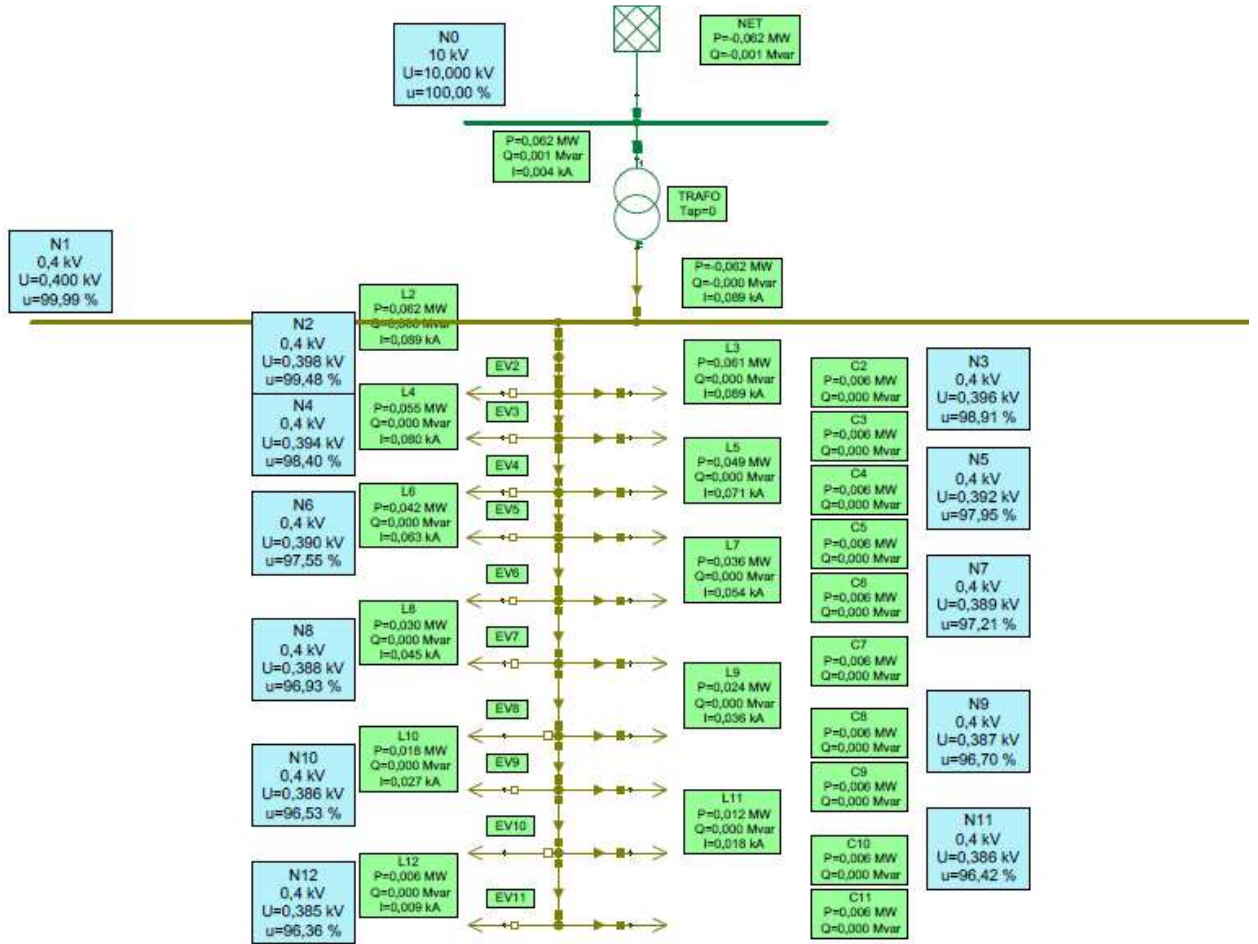 N0
10 kV
U=10,000 kV
u=100,00 %
NET
P=-0,062 MW
Q=-0,001 Mvar
P=0,062 MW
Q=0,001 Mvar
I=0,004 kA
TRAFO
Tap=0
N1
0,4 kV
U=0,400 kV
u=99,99 %
P=-0,062 MW
Q=-0,000 Mvar
I=0,089 kA
L2
P=0,062 MW
Q=0,000 Mvar
I=0,089 kA
N2
0,4 kV
U=0,398 kV
u=99,48 %
EV2
L3
P=0,061 MW
Q=0,000 Mvar
I=0,089 kA
C2
P=0,006 MW
Q=0,000 Mvar
N3
0,4 kV
U=0,396 kV
u=98,91 %
N4
0,4 kV
U=0,394 kV
u=98,40 %
L4
P=0,055 MW
Q=0,000 Mvar
I=0,080 kA
EV3
C3
P=0,006 MW
Q=0,000 Mvar
L5
P=0,049 MW
Q=0,000 Mvar
I=0,071 kA
EV4
C4
P=0,006 MW
Q=0,000 Mvar
N5
0,4 kV
U=0,392 kV
u=97,95 %
N6
0,4 kV
U=0,390 kV
u=97,55 %
L6
P=0,042 MW
Q=0,000 Mvar
I=0,063 kA
EV5
C5
P=0,006 MW
Q=0,000 Mvar
L7
P=0,036 MW
Q=0,000 Mvar
I=0,054 kA
EV6
C6
P=0,006 MW
Q=0,000 Mvar
N7
0,4 kV
U=0,389 kV
u=97,21 %
N8
0,4 kV
U=0,388 kV
u=96,93 %
L8
P=0,030 MW
Q=0,000 Mvar
I=0,045 kA
EV7
C7
P=0,006 MW
Q=0,000 Mvar
L9
P=0,024 MW
Q=0,000 Mvar
I=0,036 kA
EV8
C8
P=0,006 MW
Q=0,000 Mvar
N9
0,4 kV
U=0,387 kV
u=96,70 %
N10
0,4 kV
U=0,386 kV
u=96,53 %
L10
P=0,018 MW
Q=0,000 Mvar
I=0,027 kA
EV9
C9
P=0,006 MW
Q=0,000 Mvar
L11
P=0,012 MW
Q=0,000 Mvar
I=0,018 kA
EV10
C10
P=0,006 MW
Q=0,000 Mvar
N11
0,4 kV
U=0,386 kV
u=96,42 %
N12
0,4 kV
U=0,385 kV
u=96,36 %
L12
P=0,006 MW
Q=0,000 Mvar
I=0,009 kA
EV11
C11
P=0,006 MW
Q=0,000 Mvar